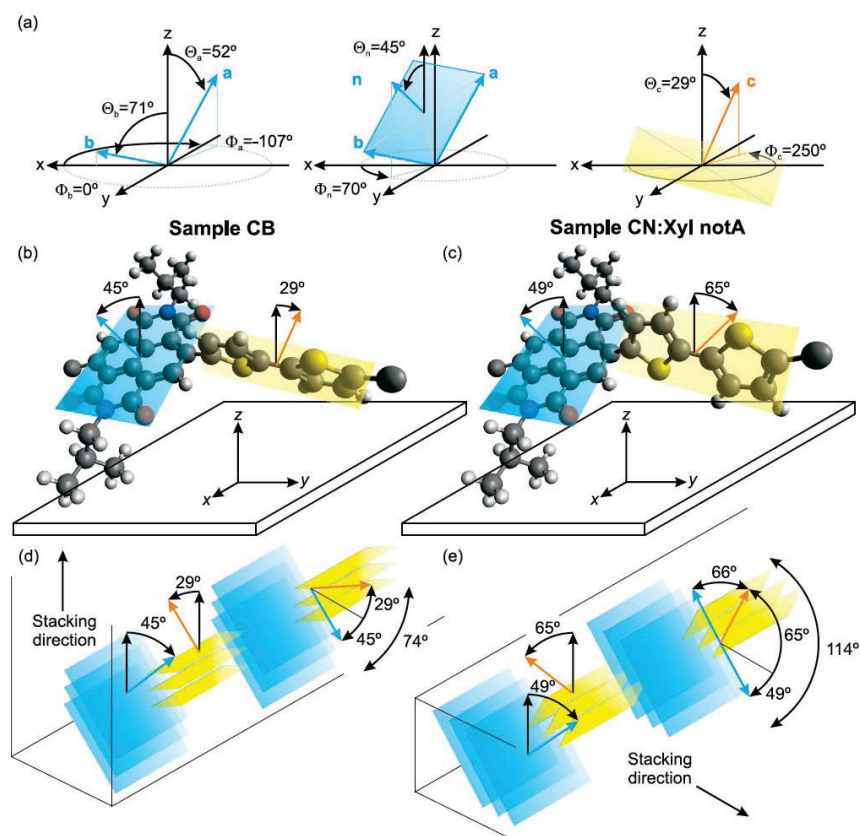 (a)
z
Θa=52º
a
Θb=71º
b
Φa=-107º
x
y
Φb=0º
z
Θn=45º
n
a
b
x
y
Φn=70º
z
Θc=29º
c
Φc=250º
x
y
Sample CB
Sample CN:Xyl notA
(b)
45º
29º
z
y
x
(c)
49º
65º
z
y
x
(d)
Stacking
direction
29º
45º
29º
45º
74º
(e)
66º
65º
65º
114º
49º
49º
Stacking
direction